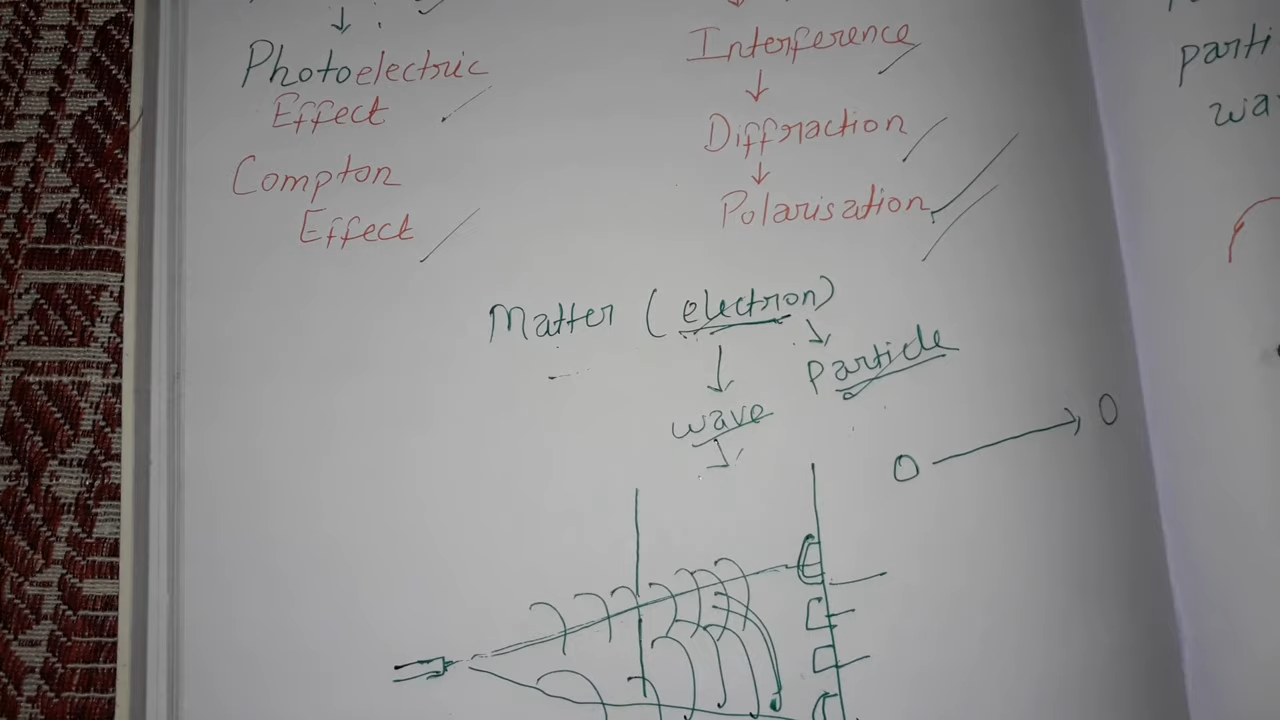 Photoelectric
Effect
Compton
Effect
Interference
Diffraction
Polarisation
Matter (electron)
wave
Particle
parti
wa